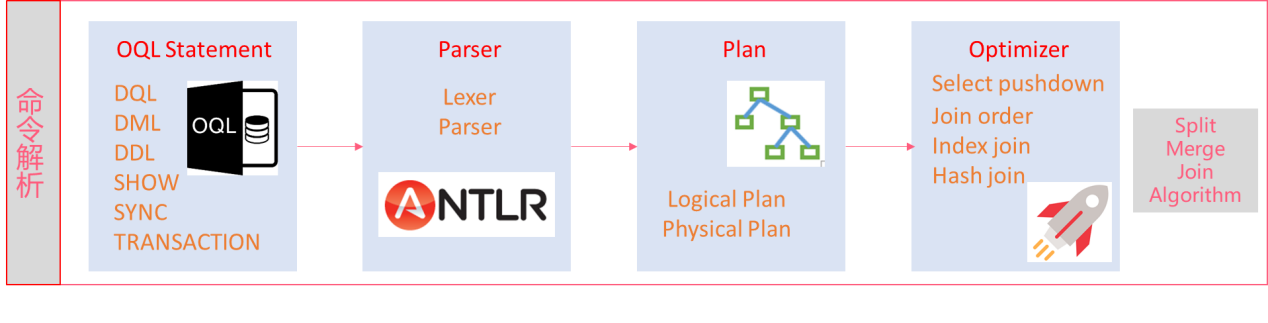 命令解析
OQL Statement
DQL
DML
DDL
SHOW
SYNC
TRANSACTION
OQL
Parser
Lexer
Parser
ANTLR
Plan
Logical Plan
Physical Plan
Optimizer
Select pushdown
Join order
Index join
Hash join
Split
Merge
Join
Algorithm